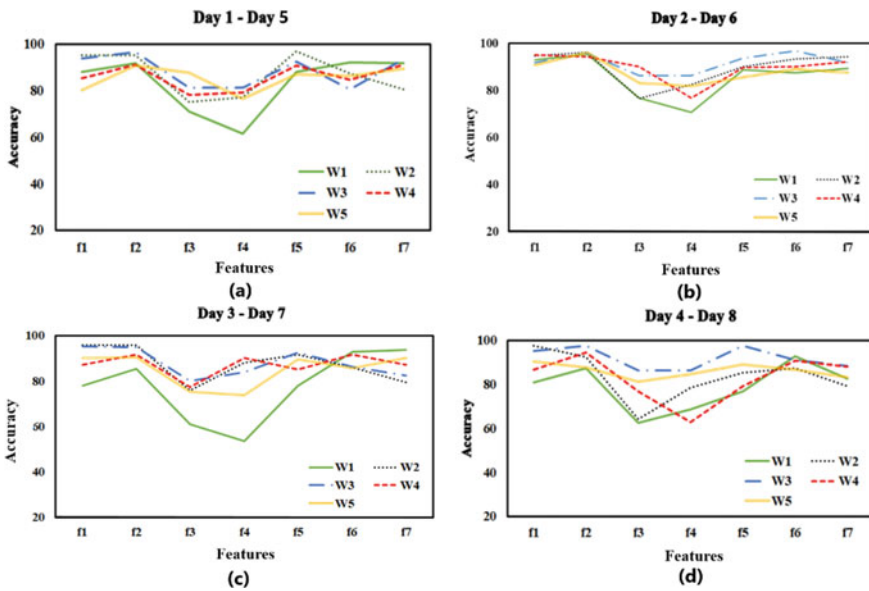 Day 1 - Day 5
100
80
60
40
20
Accuracy
W1 W2
W3 W4
W5
f1 f2 f3 f4 f5 f6 f7
Features
(a)
Day 2 - Day 6
100
80
60
40
20
Accuracy
W1 W2
W3 W4
W5
f1 f2 f3 f4 f5 f6 f7
Features
(b)
Day 3 - Day 7
100
80
60
40
20
Accuracy
W1 W2
W3 W4
W5
f1 f2 f3 f4 f5 f6 f7
Features
(c)
Day 4 - Day 8
100
80
60
40
20
Accuracy
W1 W2
W3 W4
W5
f1 f2 f3 f4 f5 f6 f7
Features
(d)